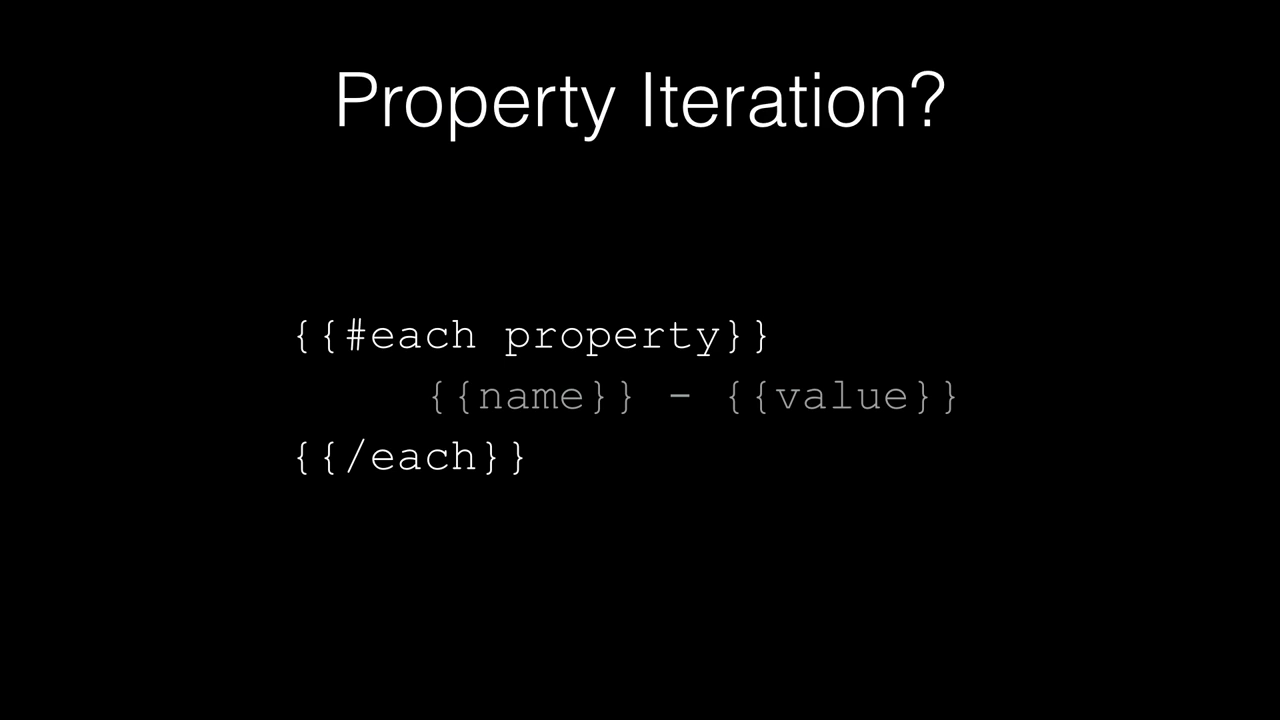 Property Iteration?
{{#each property}}
{{name}} - {{value}}
{{/each}}